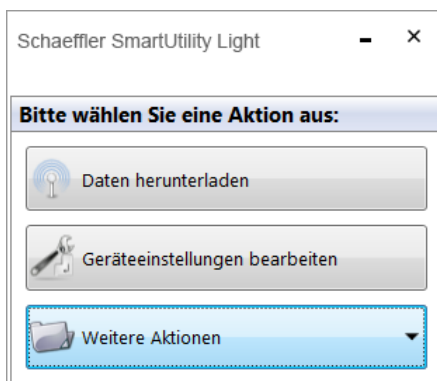 Schaeffler SmartUtility Light
Bitte wählen Sie eine Aktion aus:
Daten herunterladen
Geräteeinstellungen bearbeiten
Weitere Aktionen